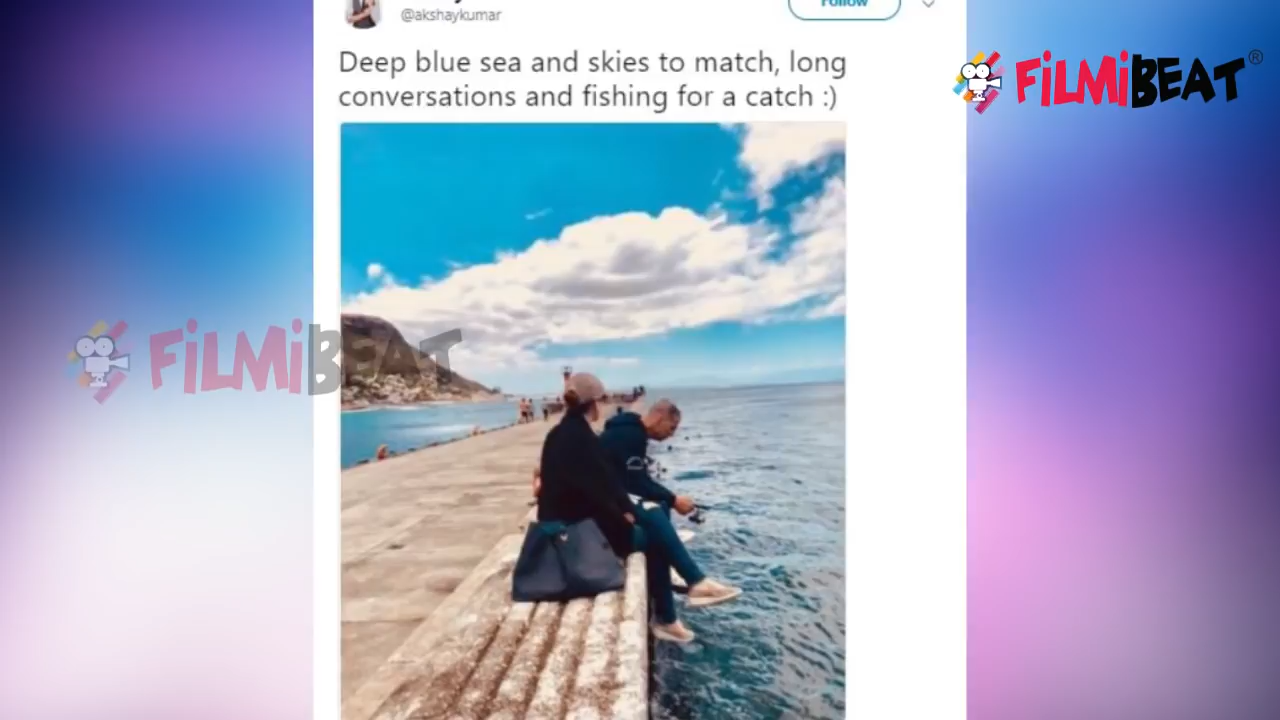 @akshaykumar
Follow
Deep blue sea and skies to match, long
conversations and fishing for a catch :)
FiLMiBEAT®
FiLMiBEAT